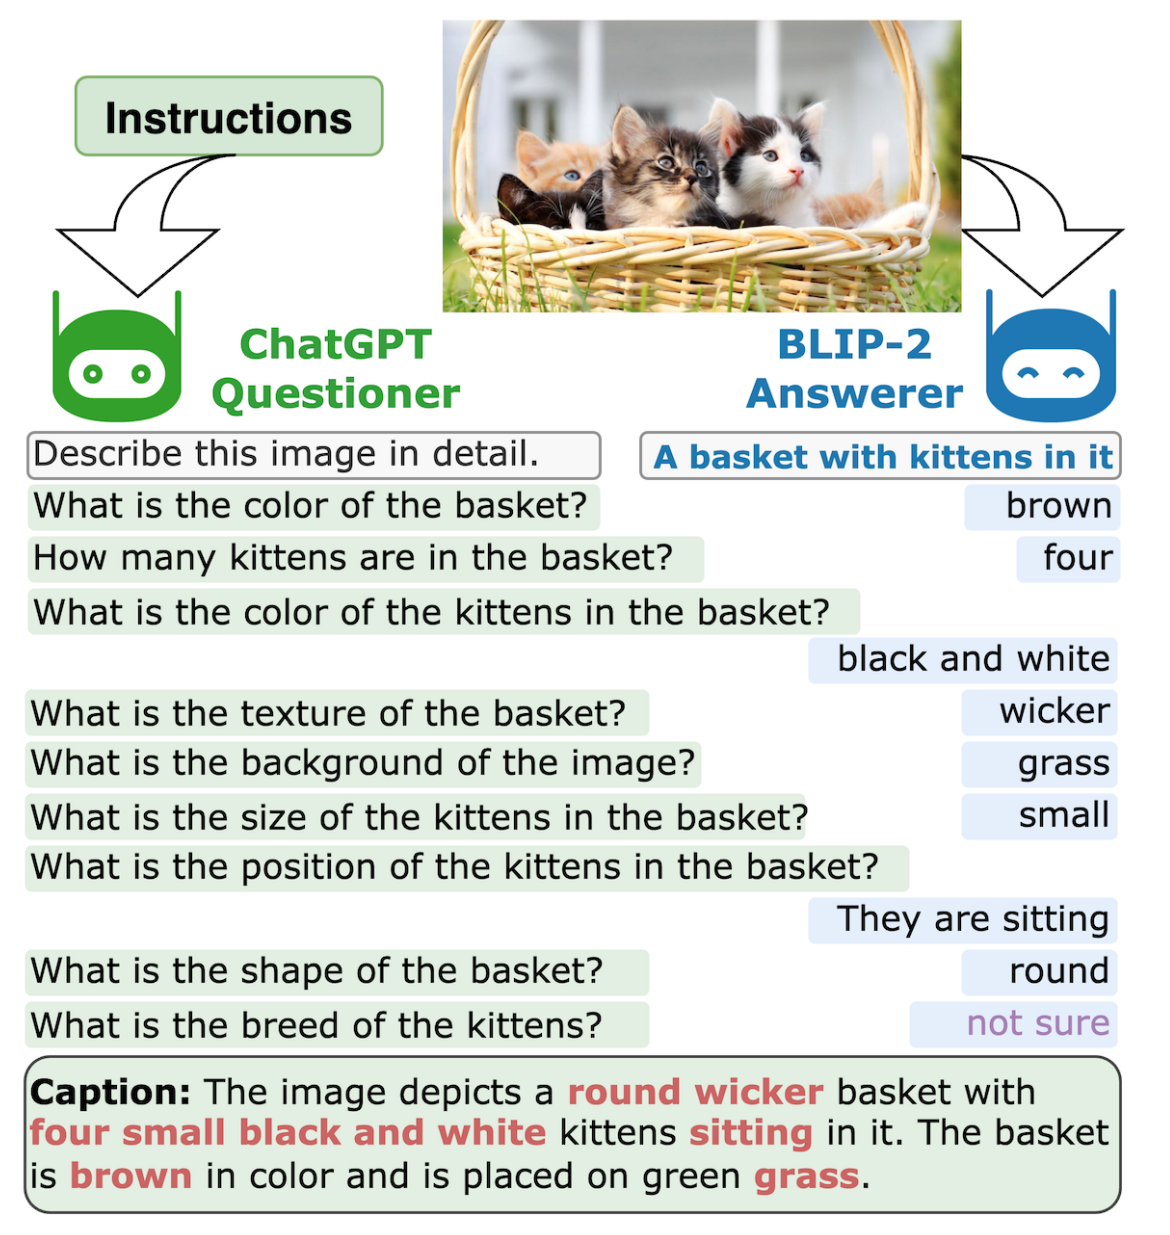 Instructions
ChatGPT
Questioner
BLIP-2
Answerer
Describe this image in detail.
A basket with kittens in it
What is the color of the basket?
brown
How many kittens are in the basket?
four
What is the color of the kittens in the basket?
black and white
What is the texture of the basket?
wicker
What is the background of the image?
grass
What is the size of the kittens in the basket?
small
What is the position of the kittens in the basket?
They are sitting
What is the shape of the basket?
round
What is the breed of the kittens?
not sure
Caption: The image depicts a round wicker basket with
four small black and white kittens sitting in it. The basket
is brown in color and is placed on green grass.